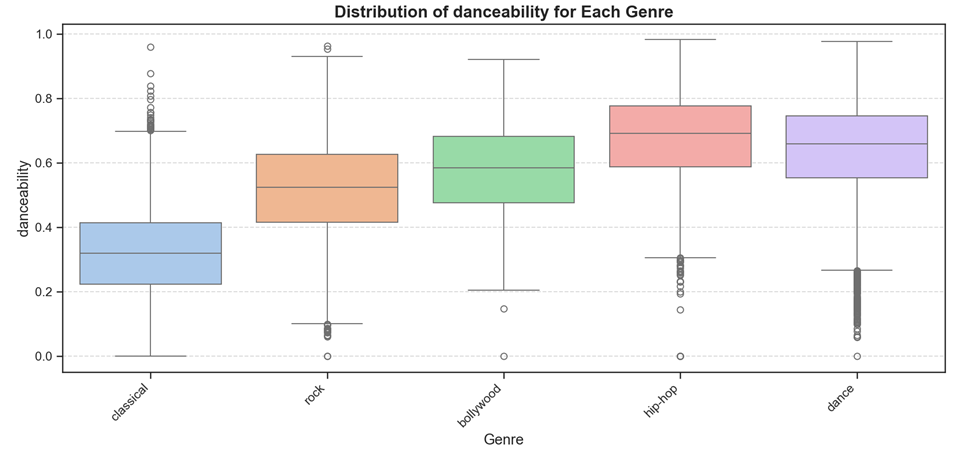 Distribution of danceability for Each Genre
1.0
0.8
0.6
0.4
0.2
0.0
danceability
classical
rock
bollywood
hip-hop
dance
Genre